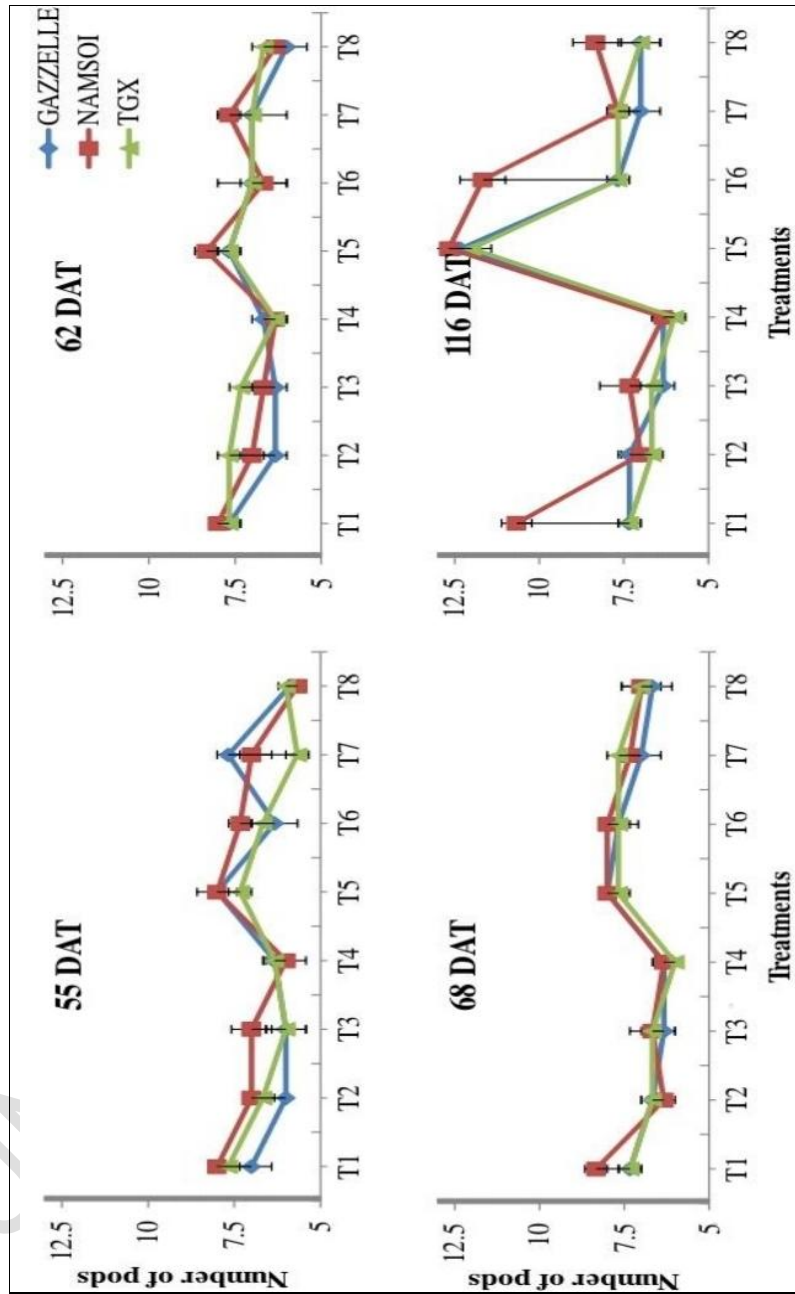 55 DAT
Number of pods
12.5
10
7.5
5
T1 T2 T3 T4 T5 T6 T7 T8
62 DAT
GAZZELLE
NAMSOI
TGX
12.5
10
7.5
5
T1 T2 T3 T4 T5 T6 T7 T8
68 DAT
Number of pods
12.5
10
7.5
5
T1 T2 T3 T4 T5 T6 T7 T8
Treatments
116 DAT
12.5
10
7.5
5
T1 T2 T3 T4 T5 T6 T7 T8
Treatments